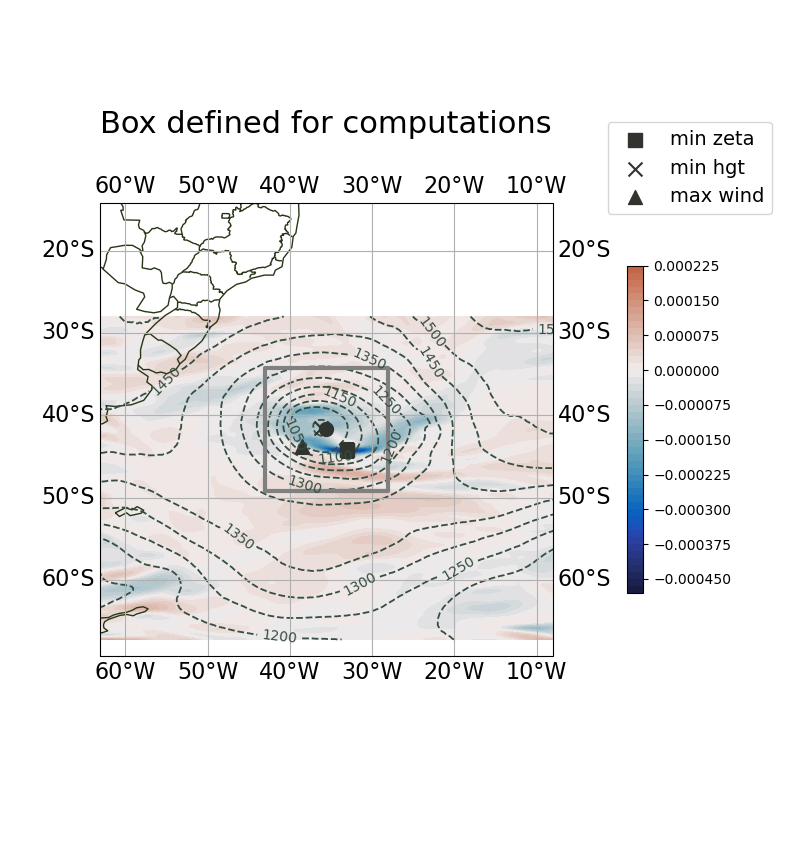 Box defined for computations
min zeta
min hgt
max wind
60°W 50°W 40°W 30°W 20°W 10°W
20°S 20°S
30°S 30°S
40°S 40°S
50°S 50°S
60°S 60°S
60°W 50°W 40°W 30°W 20°W 10°W
0.000225
0.000150
0.000075
0.000000
−0.000075
−0.000150
−0.000225
−0.000300
−0.000375
−0.000450
1500
15
1450
1350
1450
1150
1250
105
1200
1100
1300
1350
1300
1250
1200